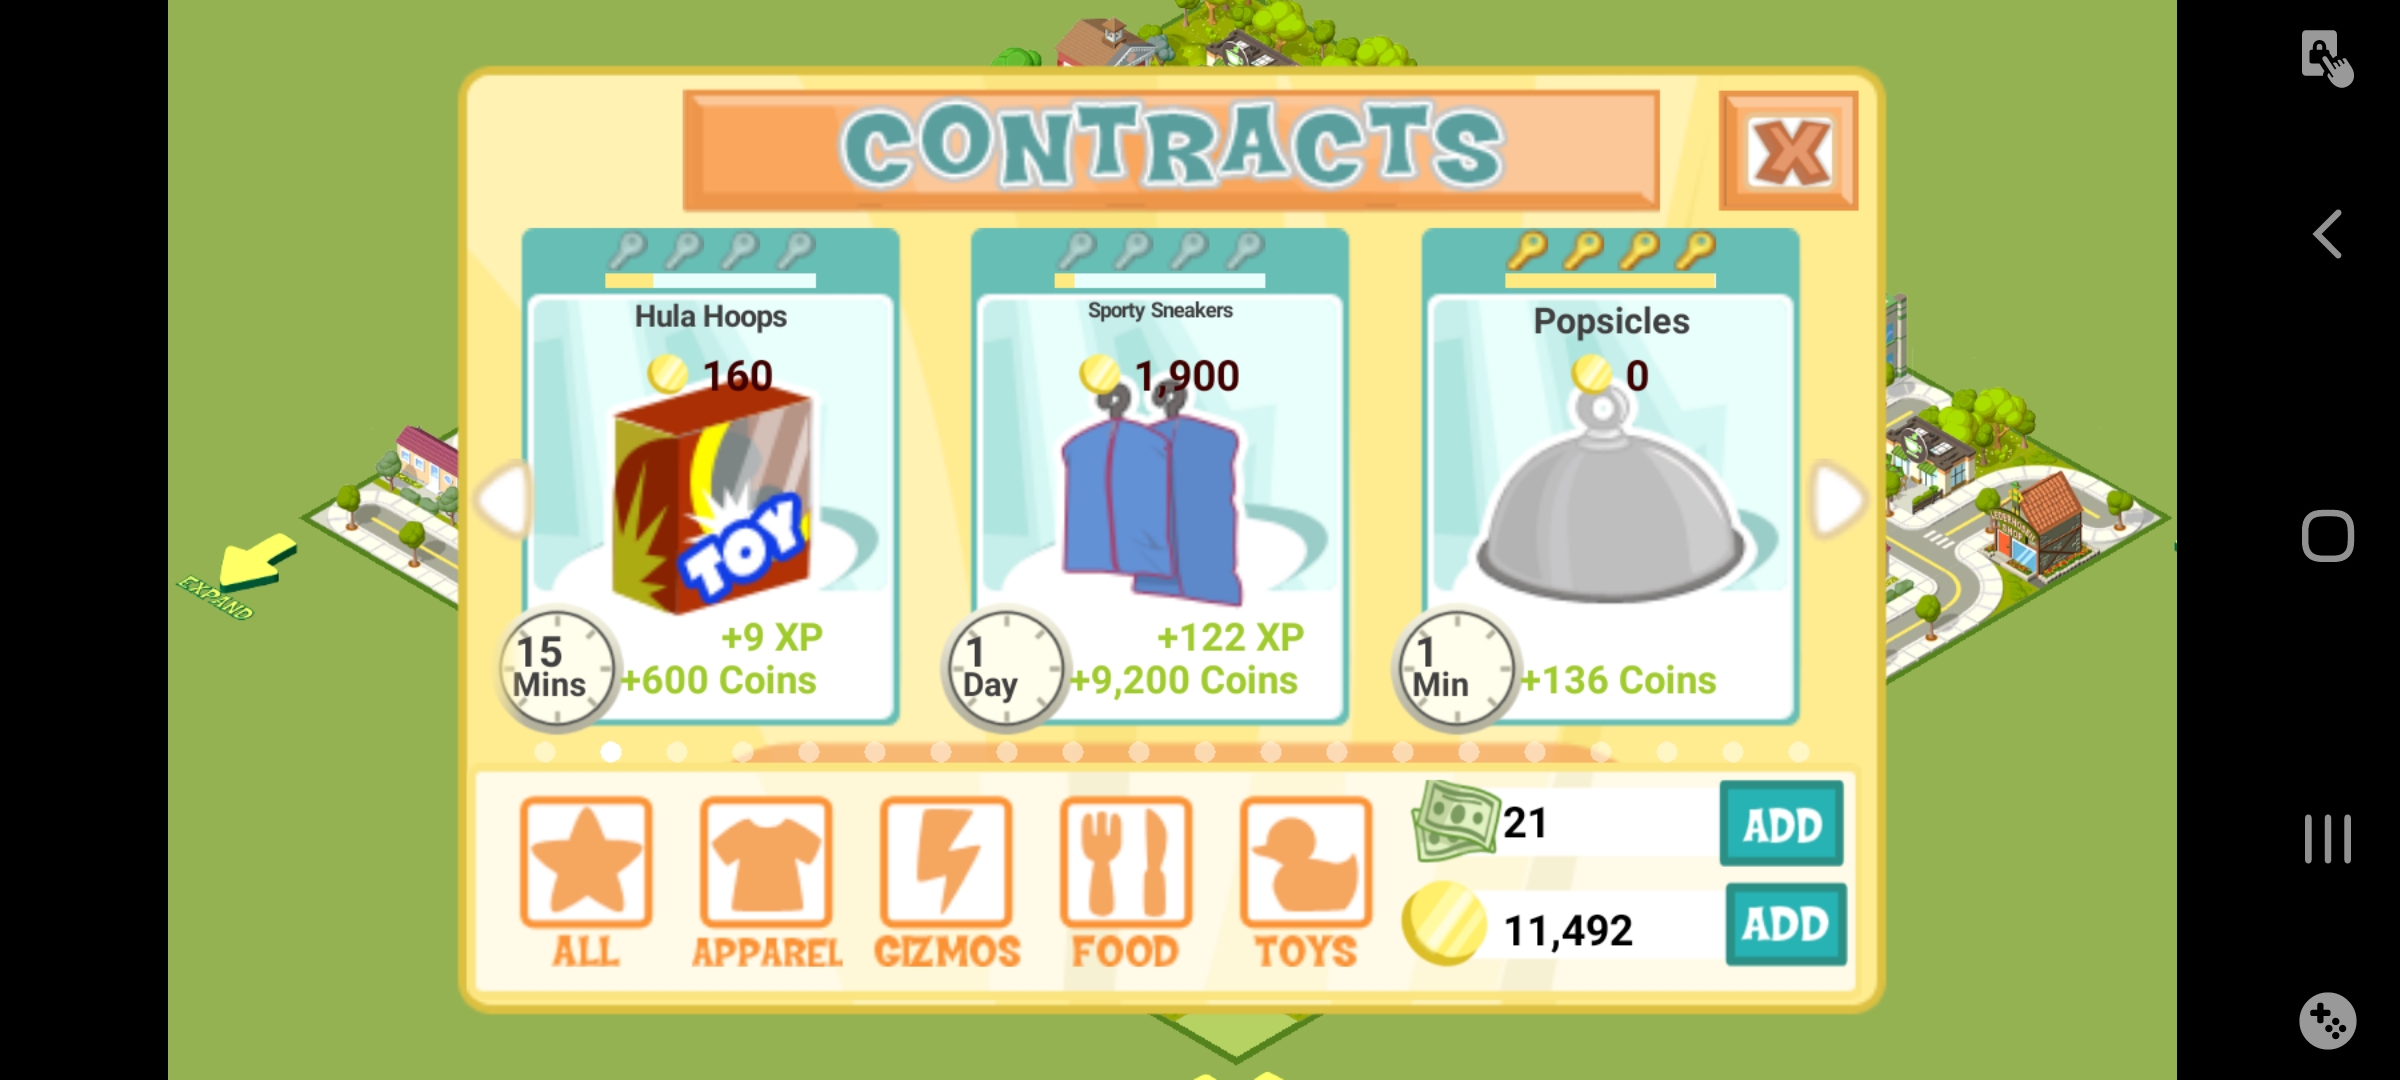 CONTRACTS
X
Hula Hoops
160
TOY
15
Mins
+9 XP
+600 Coins
Sporty Sneakers
1,900
1
Day
+122 XP
+9,200 Coins
Popsicles
0
1
Min
+136 Coins
EXPAND
ALL
APPAREL
GIZMOS
FOOD
TOYS
21
ADD
11,492
ADD